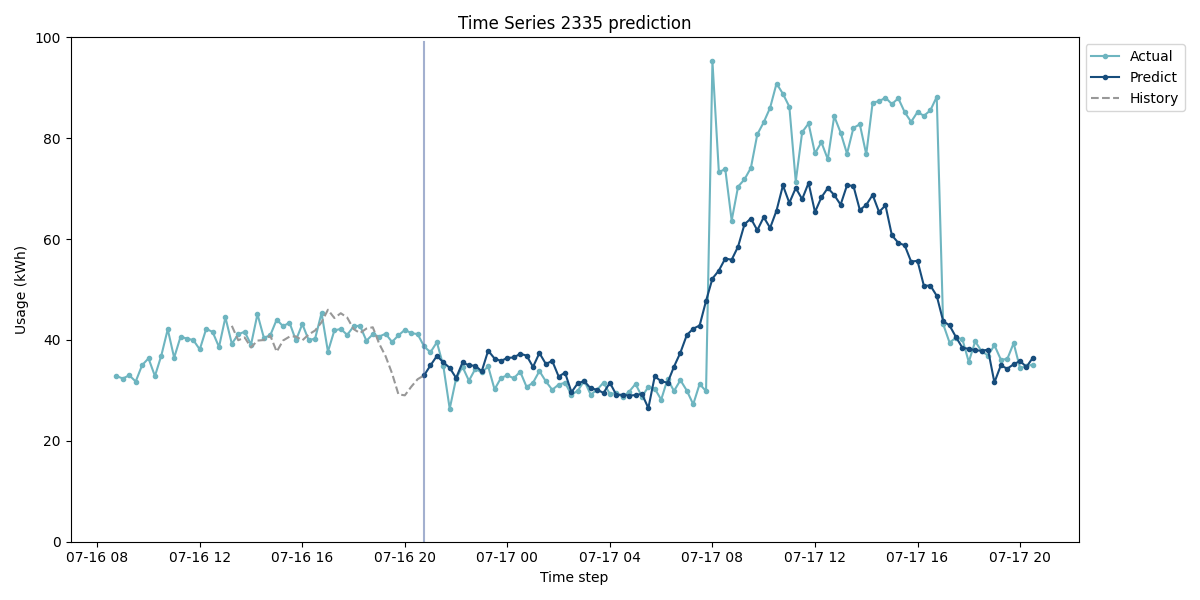 Time Series 2335 prediction
100
80
60
40
20
0
Usage (kWh)
07-16 08
07-16 12
07-16 16
07-16 20
07-17 00
07-17 04
07-17 08
07-17 12
07-17 16
07-17 20
Time step
Actual
Predict
History